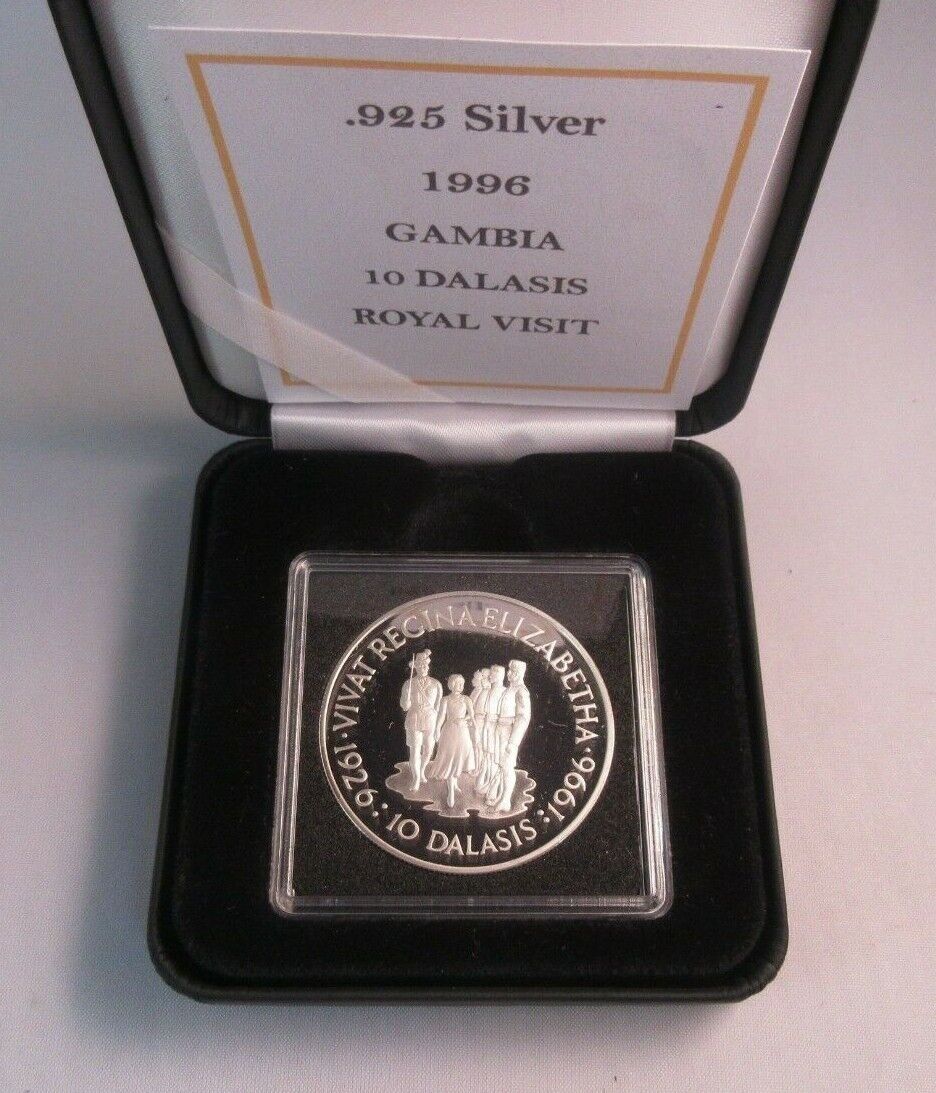 .925 Silver
1996
GAMBIA
10 DALASIS
ROYAL VISIT
1926 · VIVAT REGINA ELIZABETHA · 1996
10 DALASIS